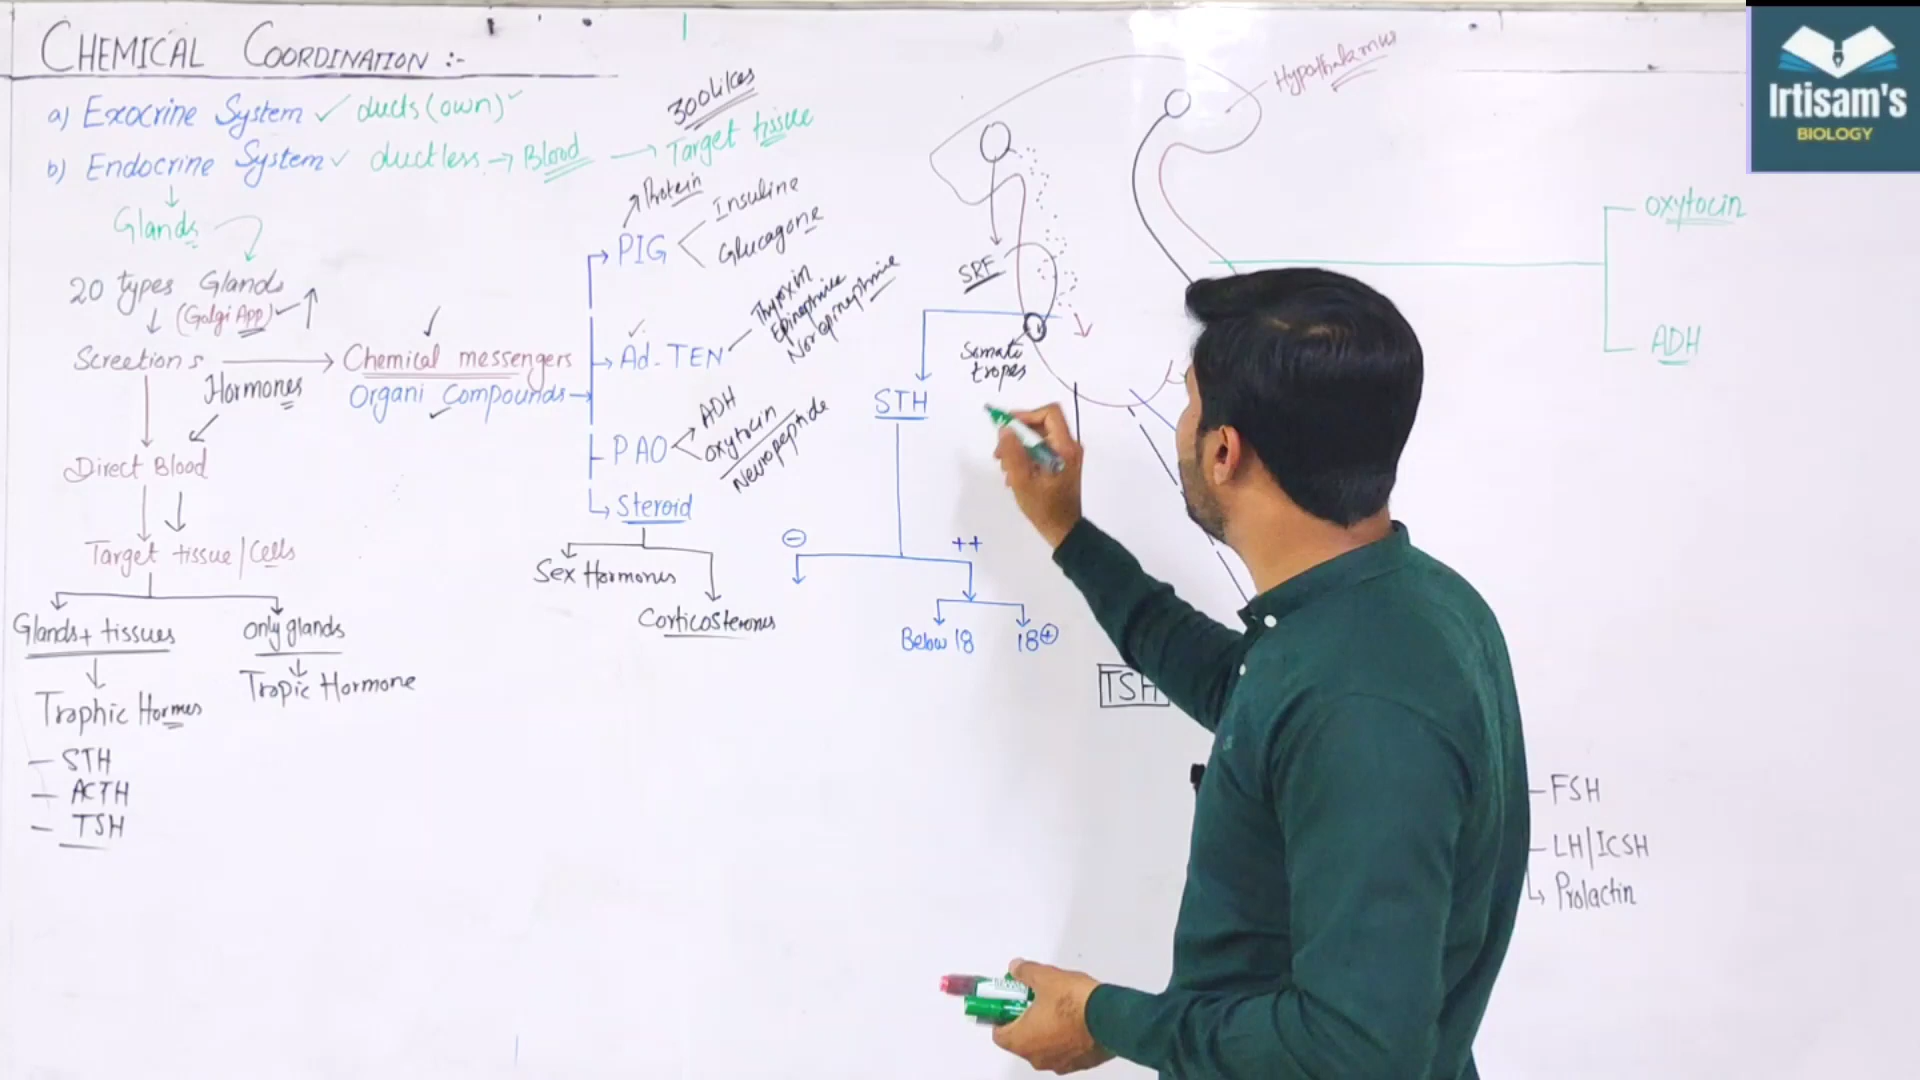 CHEMICAL COORDINATION :-
a) Exocrine System ✓ ducts (own) ✓
b) Endocrine System ✓ ductless → Blood → Target tissue
300 likes
Glands
20 types Glands
(Golgi App)
Screetions → Chemical messengers
Hormones
Organi Compounds
Direct Blood
Target tissue/Cells
Glands + tissues
only glands
Trophic Hormes
Tropic Hormone
- STH
- ACTH
- TSH
PIG
Protein
Insuline
Glucagone
Ad-TEN
Thyroxin
Epinephrine
Norepinephrine
PAO
ADH
oxytocin
Neuropeptide
Steroid
Sex Hormones
Corticosterones
Hypothalamus
SRF
Somato
tropes
STH
⊖
++
Below 18
18⊕
TSH
oxytocin
ADH
FSH
LH/ICSH
Prolactin
Irtisam's
BIOLOGY